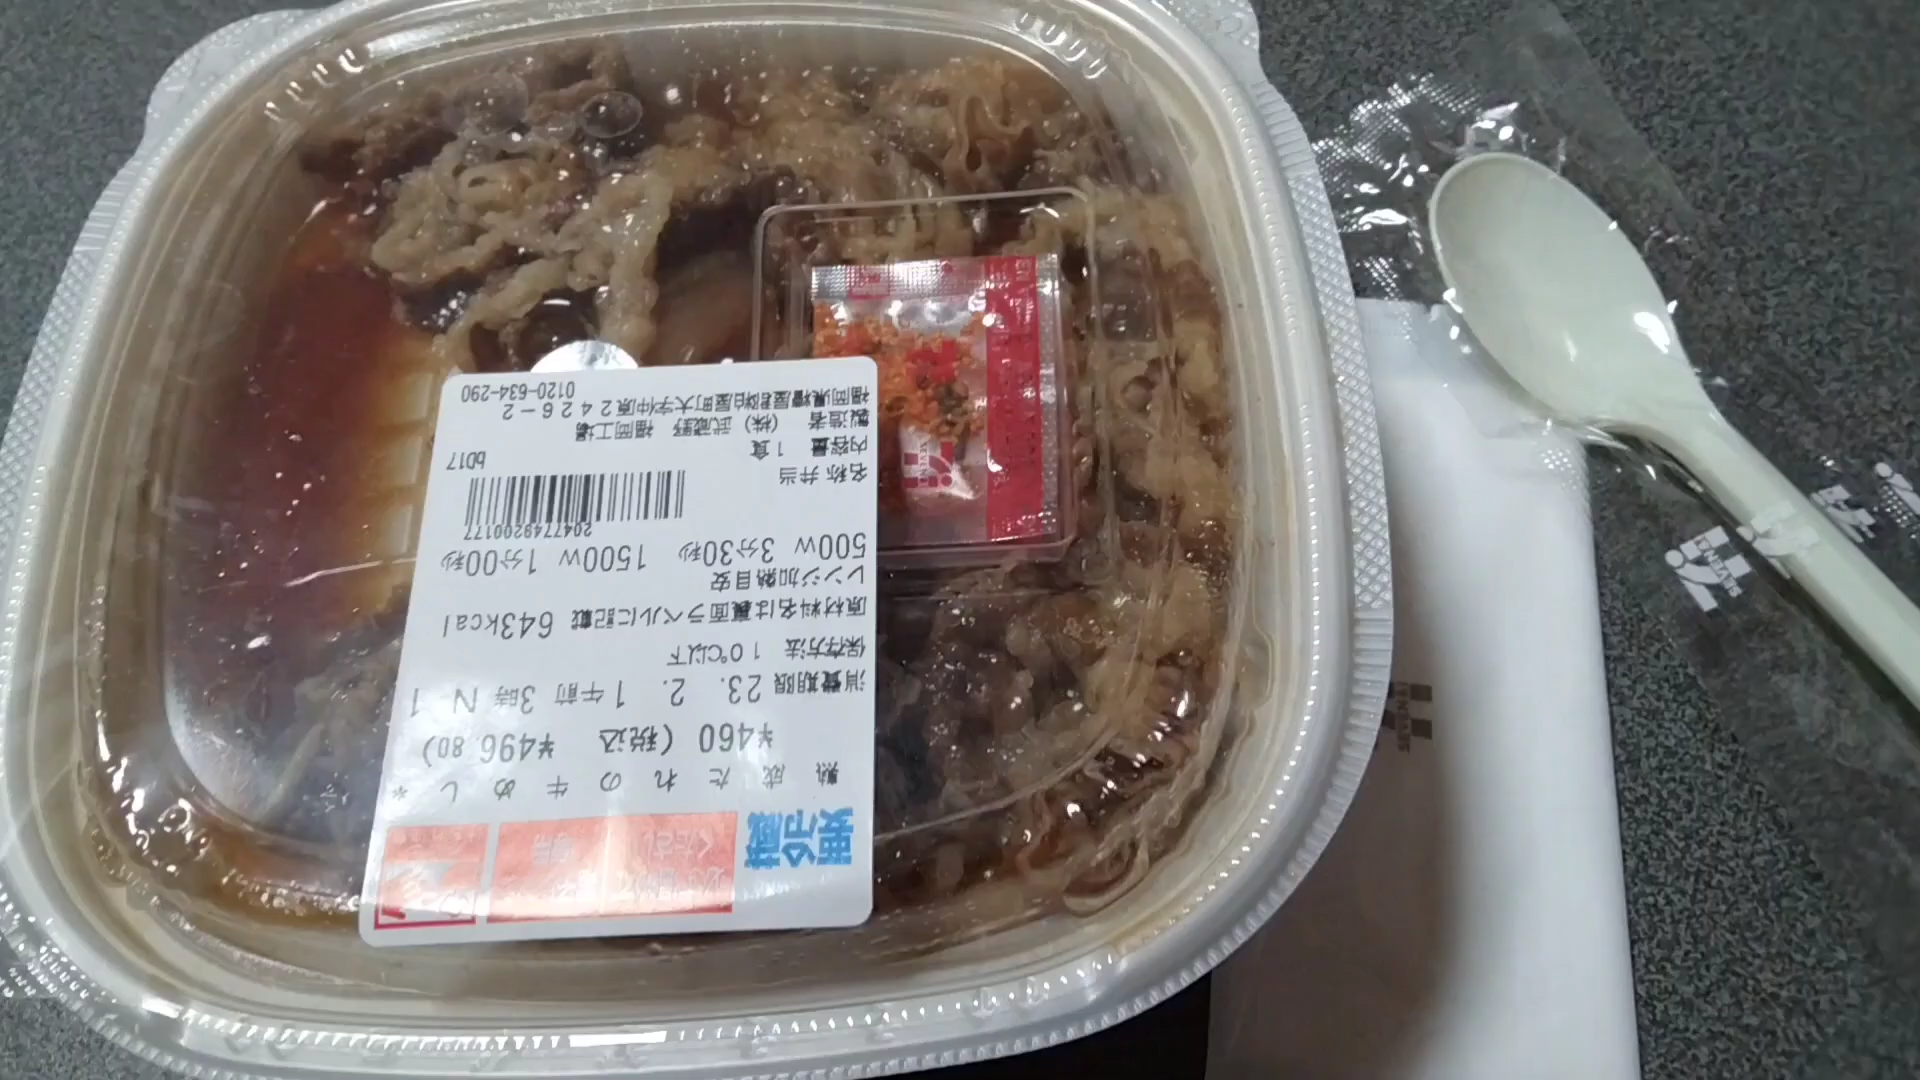 要冷蔵
熟成たれの牛めし*
¥460 (税込 ¥496.80)
消費期限 23. 2. 1 午前 3時 N 1
保存方法 10℃以下
原材料名は裏面ラベルに記載 643kcal
レンジ加熱目安
500W 3分30秒 1500W 1分00秒
2047749200177
bD17
名称 弁当
内容量 1食
製造者 (株) 武蔵野 福岡工場
福岡県糟屋郡粕屋町大字仲原2426-2
0120-634-290